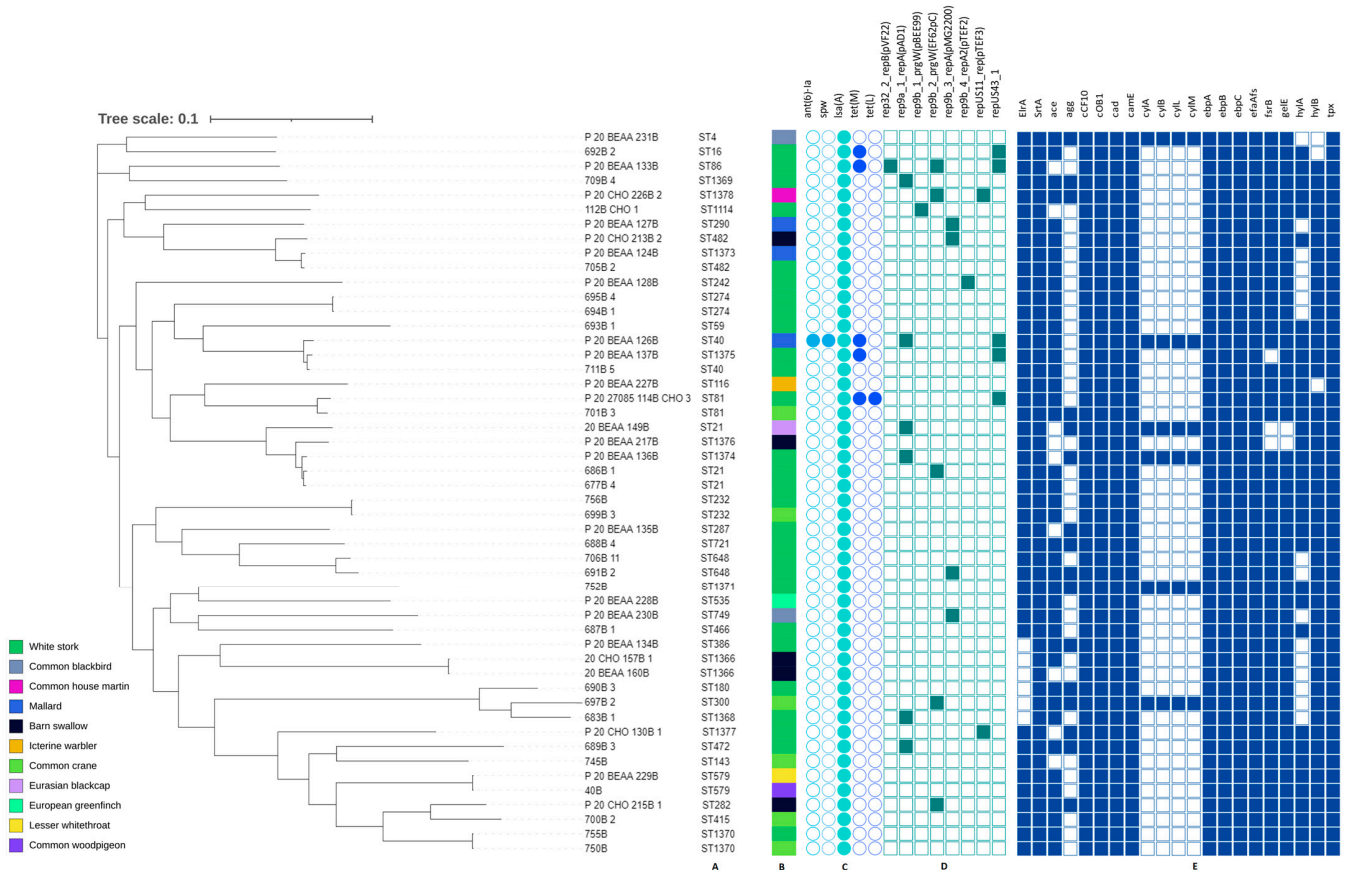 Tree scale: 0.1
ant(6)-Ia
spw
lsa(A)
tet(M)
tet(L)
rep32_2_repB(pVF22)
rep9a_1_repA(pAD1)
rep9b_1_prgW(pBEE99)
rep9b_2_prgW(EF62pC)
rep9b_3_repA(pMG2200)
rep9b_4_repA2(pTEF2)
repUS11_rep(pTEF3)
repUS43_1
ElrA
SrtA
ace
agg
cCF10
cOB1
cad
camE
cylA
cylB
cylL
cylM
ebpA
ebpB
ebpC
efaAfs
fsrB
gelE
hylA
hylB
tpx
P 20 BEAA 231B ST4
692B 2 ST16
P 20 BEAA 133B ST86
709B 4 ST1369
P 20 CHO 226B 2 ST1378
112B CHO 1 ST1114
P 20 BEAA 127B ST290
P 20 CHO 213B 2 ST482
P 20 BEAA 124B ST1373
705B 2 ST482
P 20 BEAA 128B ST242
695B 4 ST274
694B 1 ST274
693B 1 ST59
P 20 BEAA 126B ST40
P 20 BEAA 137B ST1375
711B 5 ST40
P 20 BEAA 227B ST116
P 20 27085 114B CHO 3 ST81
701B 3 ST81
20 BEAA 149B ST21
P 20 BEAA 217B ST1376
P 20 BEAA 136B ST1374
686B 1 ST21
677B 4 ST21
756B ST232
699B 3 ST232
P 20 BEAA 135B ST287
688B 4 ST721
706B 11 ST648
691B 2 ST648
752B ST1371
P 20 BEAA 228B ST535
P 20 BEAA 230B ST749
687B 1 ST466
P 20 BEAA 134B ST386
20 CHO 157B 1 ST1366
20 BEAA 160B ST1366
690B 3 ST180
697B 2 ST300
683B 1 ST1368
P 20 CHO 130B 1 ST1377
689B 3 ST472
745B ST143
P 20 BEAA 229B ST579
40B ST579
P 20 CHO 215B 1 ST282
700B 2 ST415
755B ST1370
750B ST1370
White stork
Common blackbird
Common house martin
Mallard
Barn swallow
Icterine warbler
Common crane
Eurasian blackcap
European greenfinch
Lesser whitethroat
Common woodpigeon
A B C D E